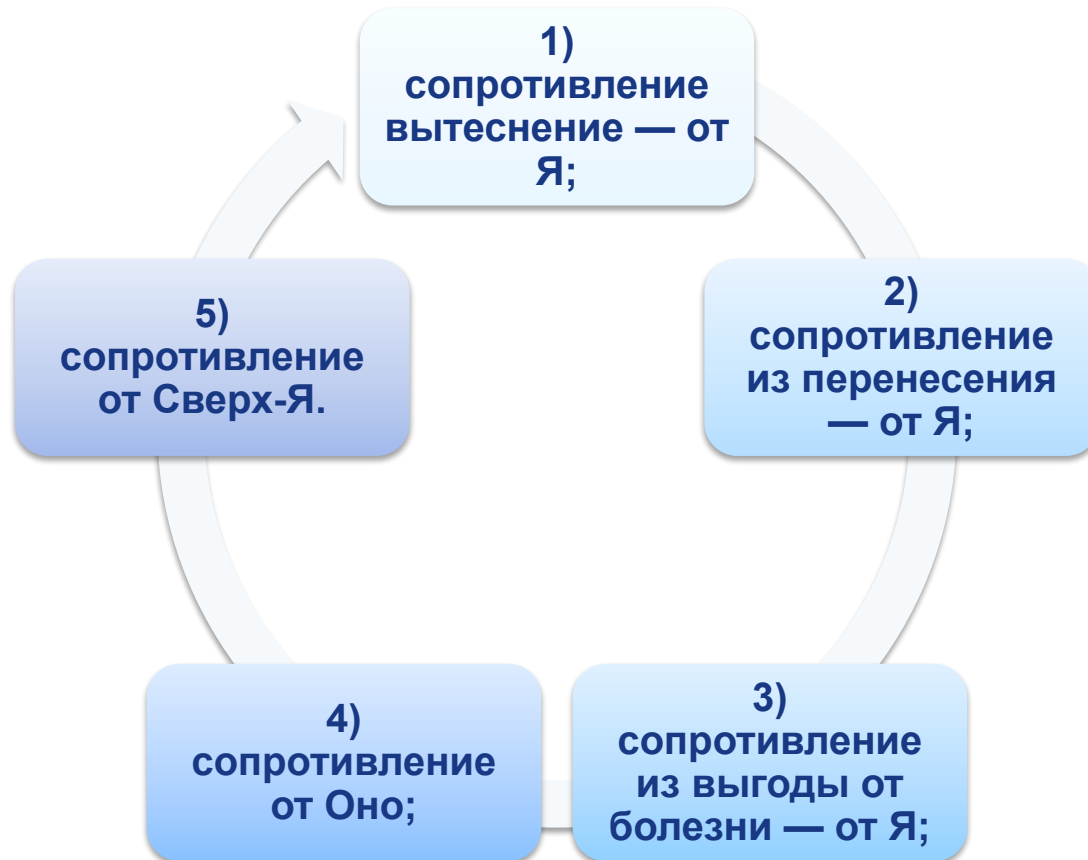 1)
сопротивление
вытеснение — от
Я;
2)
сопротивление
из перенесения
— от Я;
3)
сопротивление
из выгоды от
болезни — от Я;
4)
сопротивление
от Оно;
5)
сопротивление
от Сверх-Я.